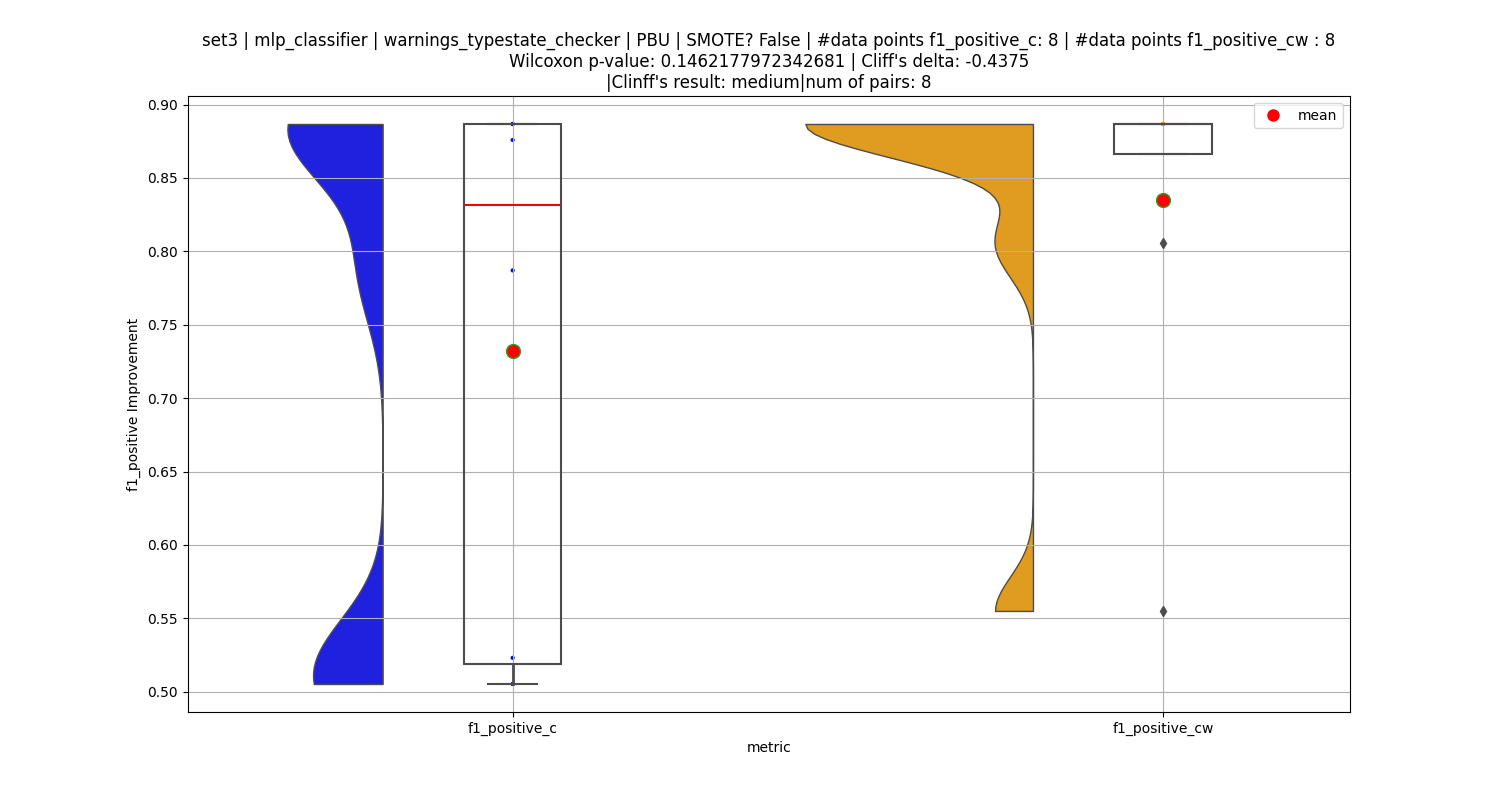 set3 | mlp_classifier | warnings_typestate_checker | PBU | SMOTE? False | #data points f1_positive_c: 8 | #data points f1_positive_cw : 8
Wilcoxon p-value: 0.1462177972342681 | Cliff's delta: -0.4375
|Clinff's result: medium|num of pairs: 8
mean
0.90
0.85
0.80
0.75
0.70
0.65
0.60
0.55
0.50
f1_positive Improvement
f1_positive_c
f1_positive_cw
metric